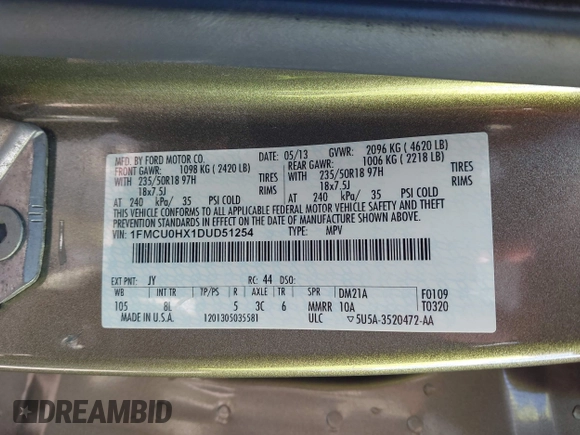 MFD. BY FORD MOTOR CO.
DATE: 05/13 GVWR: 2096 KG ( 4620 LB)
FRONT GAWR: 1098 KG ( 2420 LB) REAR GAWR: 1006 KG ( 2218 LB)
WITH 235/50R18 97H TIRES WITH 235/50R18 97H TIRES
18x7.5J RIMS 18x7.5J RIMS
AT 240 kPa/ 35 PSI COLD AT 240 kPa/ 35 PSI COLD
THIS VEHICLE CONFORMS TO ALL APPLICABLE FEDERAL MOTOR VEHICLE SAFETY AND THEFT
PREVENTION STANDARDS IN EFFECT ON THE DATE OF MANUFACTURE SHOWN ABOVE.
VIN: 1FMCU0HX1DUD51254 TYPE: MPV
EXT PNT: JY RC: 44 DSO:
WB INT TR TP/PS R AXLE TR SPR DM21A F0109
105 8L 5 3C 6 MMRR 10A T0320
MADE IN U.S.A. 1201305035581 ULC 5U5A-3520472-AA
DREAMBID